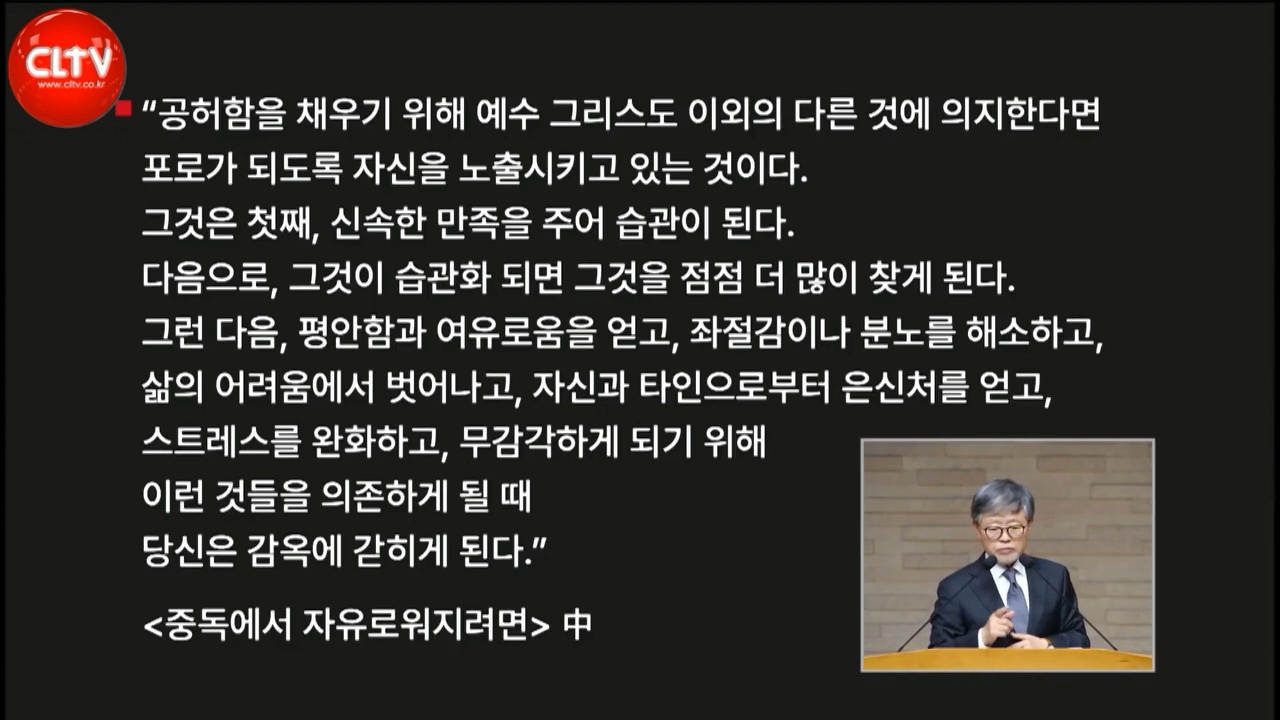 CLTV
www.cltv.co.kr
“공허함을 채우기 위해 예수 그리스도 이외의 다른 것에 의지한다면
포로가 되도록 자신을 노출시키고 있는 것이다.
그것은 첫째, 신속한 만족을 주어 습관이 된다.
다음으로, 그것이 습관화 되면 그것을 점점 더 많이 찾게 된다.
그런 다음, 평안함과 여유로움을 얻고, 좌절감이나 분노를 해소하고,
삶의 어려움에서 벗어나고, 자신과 타인으로부터 은신처를 얻고,
스트레스를 완화하고, 무감각하게 되기 위해
이런 것들을 의존하게 될 때
당신은 감옥에 갇히게 된다.”
<중독에서 자유로워지려면> 中